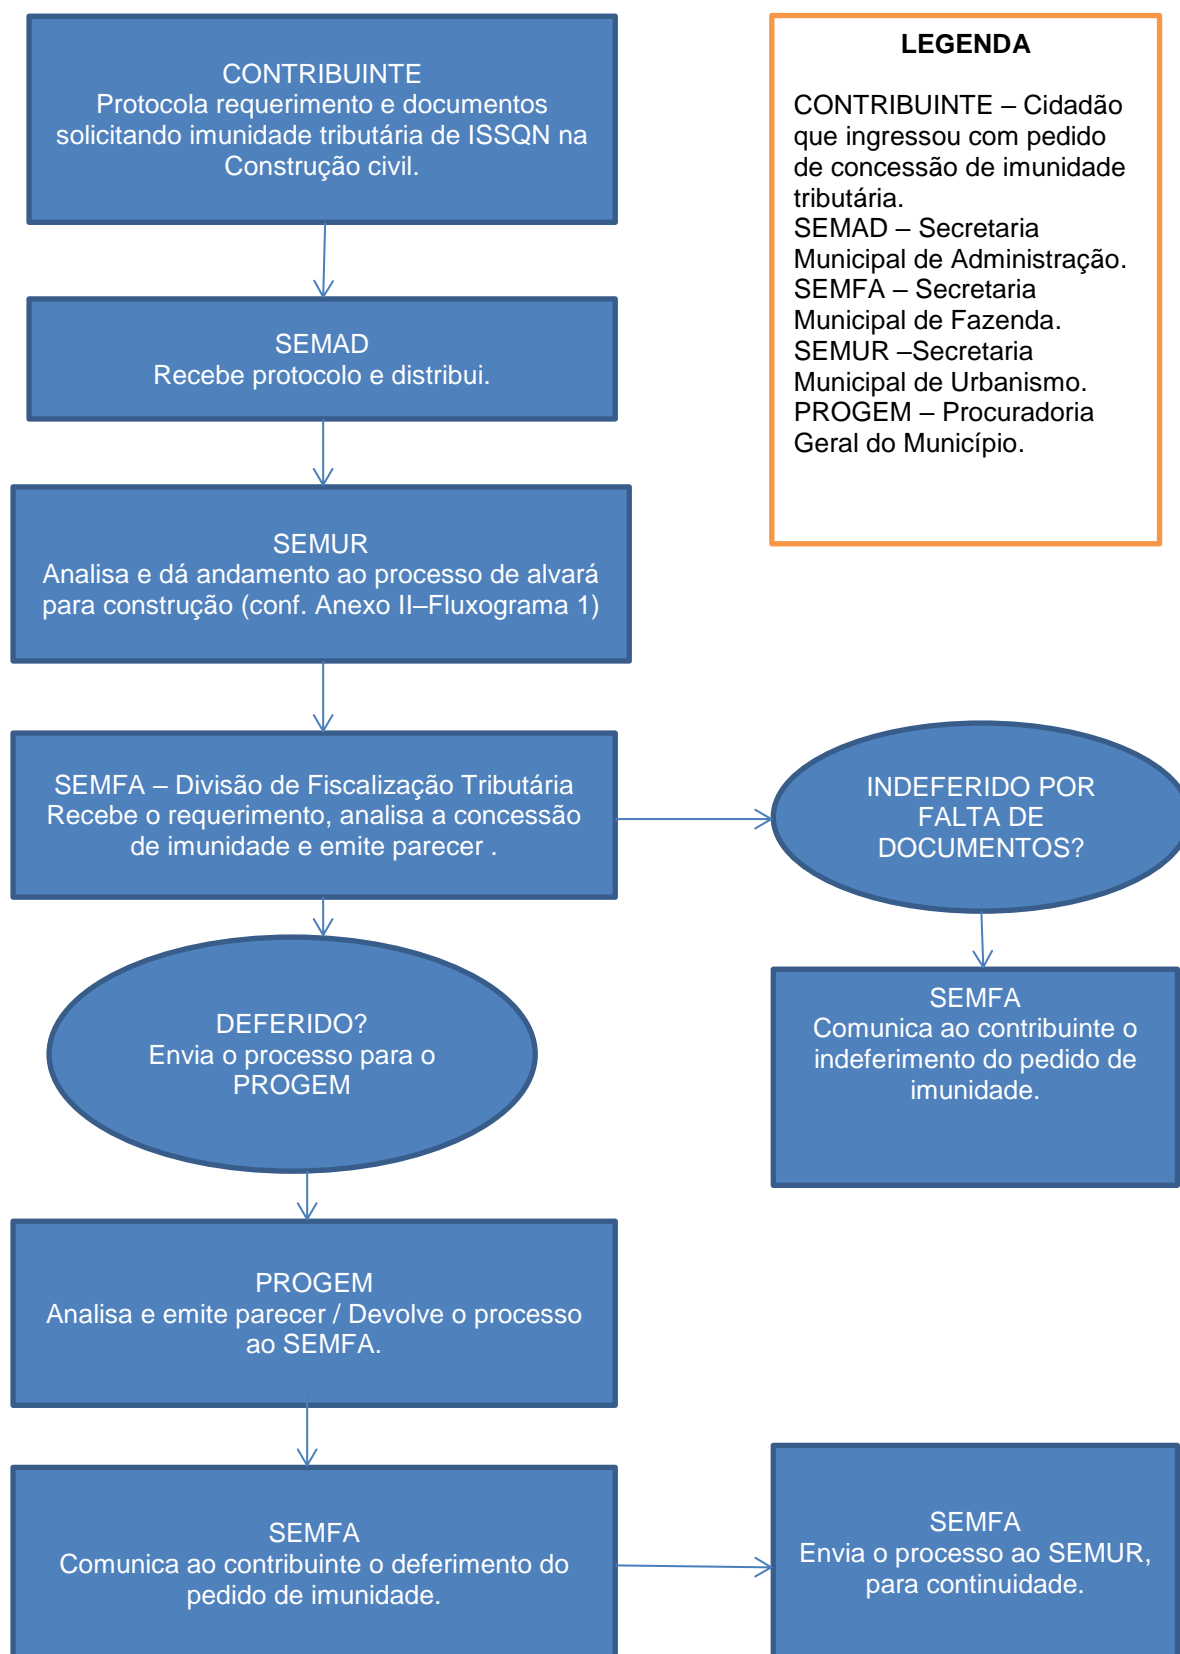 CONTRIBUINTE
Protocola requerimento e documentos
solicitando imunidade tributária de ISSQN na
Construção civil.
LEGENDA
CONTRIBUINTE – Cidadão
que ingressou com pedido
de concessão de imunidade
tributária.
SEMAD – Secretaria
Municipal de Administração.
SEMFA – Secretaria
Municipal de Fazenda.
SEMUR –Secretaria
Municipal de Urbanismo.
PROGEM – Procuradoria
Geral do Município.
SEMAD
Recebe protocolo e distribui.
SEMUR
Analisa e dá andamento ao processo de alvará
para construção (conf. Anexo II–Fluxograma 1)
SEMFA – Divisão de Fiscalização Tributária
Recebe o requerimento, analisa a concessão
de imunidade e emite parecer .
INDEFERIDO POR
FALTA DE
DOCUMENTOS?
DEFERIDO?
Envia o processo para o
PROGEM
SEMFA
Comunica ao contribuinte o
indeferimento do pedido de
imunidade.
PROGEM
Analisa e emite parecer / Devolve o processo
ao SEMFA.
SEMFA
Comunica ao contribuinte o deferimento do
pedido de imunidade.
SEMFA
Envia o processo ao SEMUR,
para continuidade.